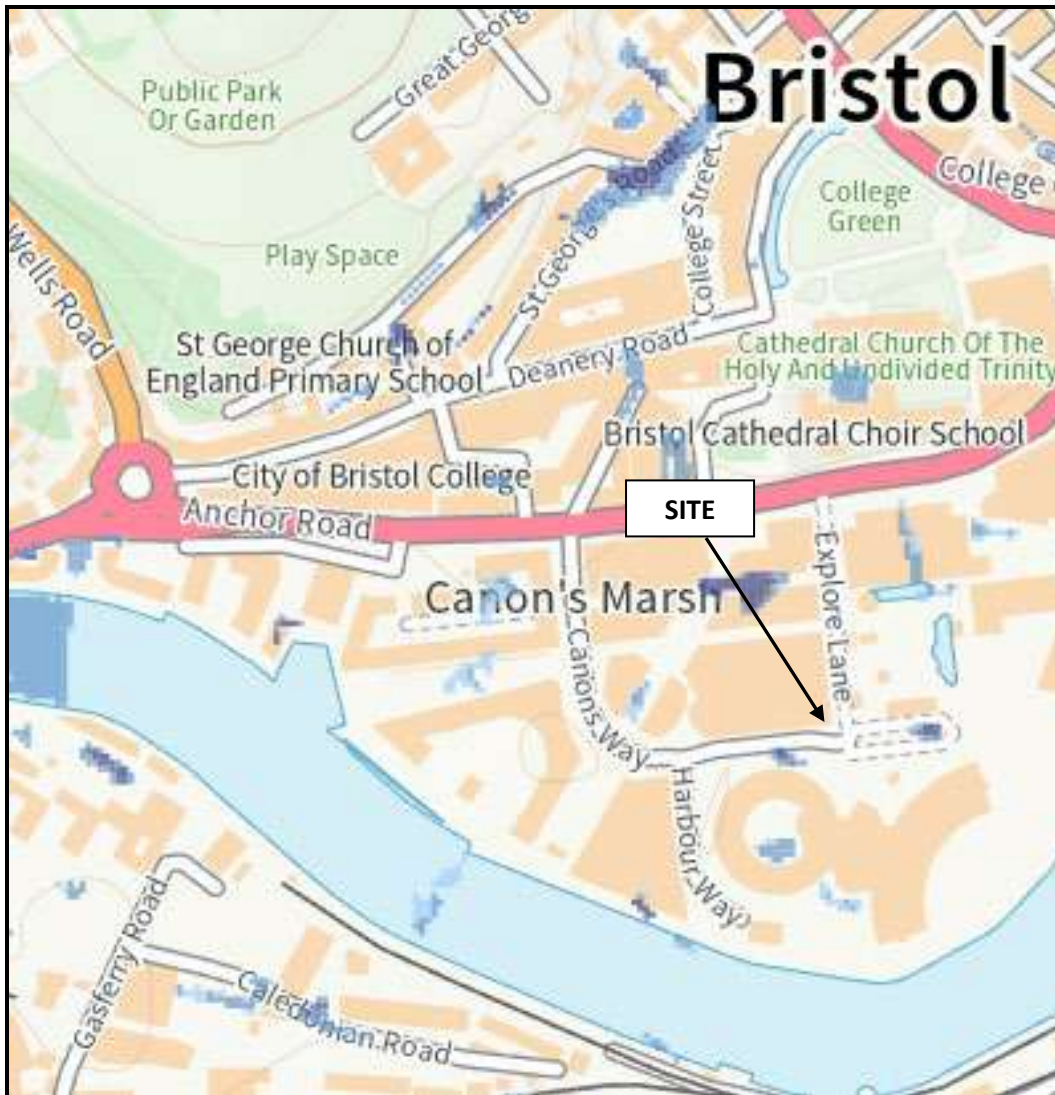 Great Georg
Bristol
Public Park
Or Garden
College
College
Green
Wells Road
Play Space
St Georg
Road
College Street
St George Church of
England Primary School
Deanery Road
Cathedral Church Of The
Holy And Undivided Trinity
Bristol Cathedral Choir School
City of Bristol College
Anchor Road
SITE
Explore Lane
Canon's Marsh
Canons Way
Harbour Way
Gasferry Road
Caledonian Road